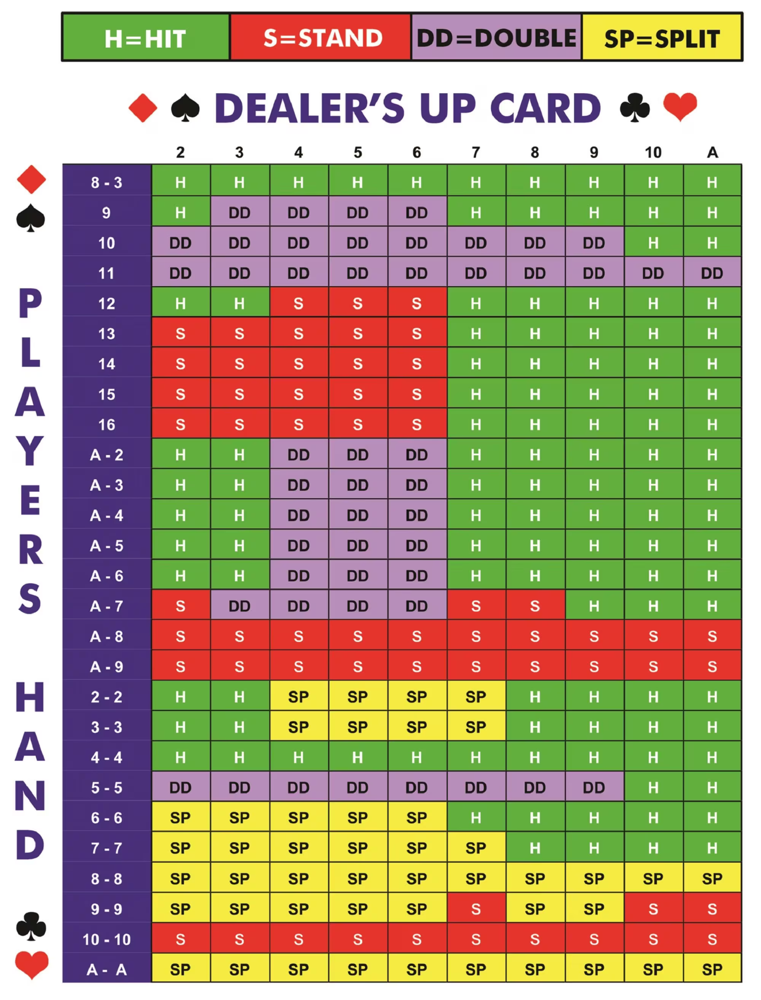 H=HIT S=STAND DD=DOUBLE SP=SPLIT
DEALER'S UP CARD
2 3 4 5 6 7 8 9 10 A
PLAYERS HAND
8 - 3 H H H H H H H H H H
9 H DD DD DD DD H H H H H
10 DD DD DD DD DD DD DD DD H H
11 DD DD DD DD DD DD DD DD DD DD
12 H H S S S H H H H H
13 S S S S S H H H H H
14 S S S S S H H H H H
15 S S S S S H H H H H
16 S S S S S H H H H H
A - 2 H H DD DD DD H H H H H
A - 3 H H DD DD DD H H H H H
A - 4 H H DD DD DD H H H H H
A - 5 H H DD DD DD H H H H H
A - 6 H H DD DD DD H H H H H
A - 7 S DD DD DD DD S S H H H
A - 8 S S S S S S S S S S
A - 9 S S S S S S S S S S
2 - 2 H H SP SP SP SP H H H H
3 - 3 H H SP SP SP SP H H H H
4 - 4 H H H H H H H H H H
5 - 5 DD DD DD DD DD DD DD DD H H
6 - 6 SP SP SP SP SP H H H H H
7 - 7 SP SP SP SP SP SP H H H H
8 - 8 SP SP SP SP SP SP SP SP SP SP
9 - 9 SP SP SP SP SP S SP SP S S
10 - 10 S S S S S S S S S S
A - A SP SP SP SP SP SP SP SP SP SP